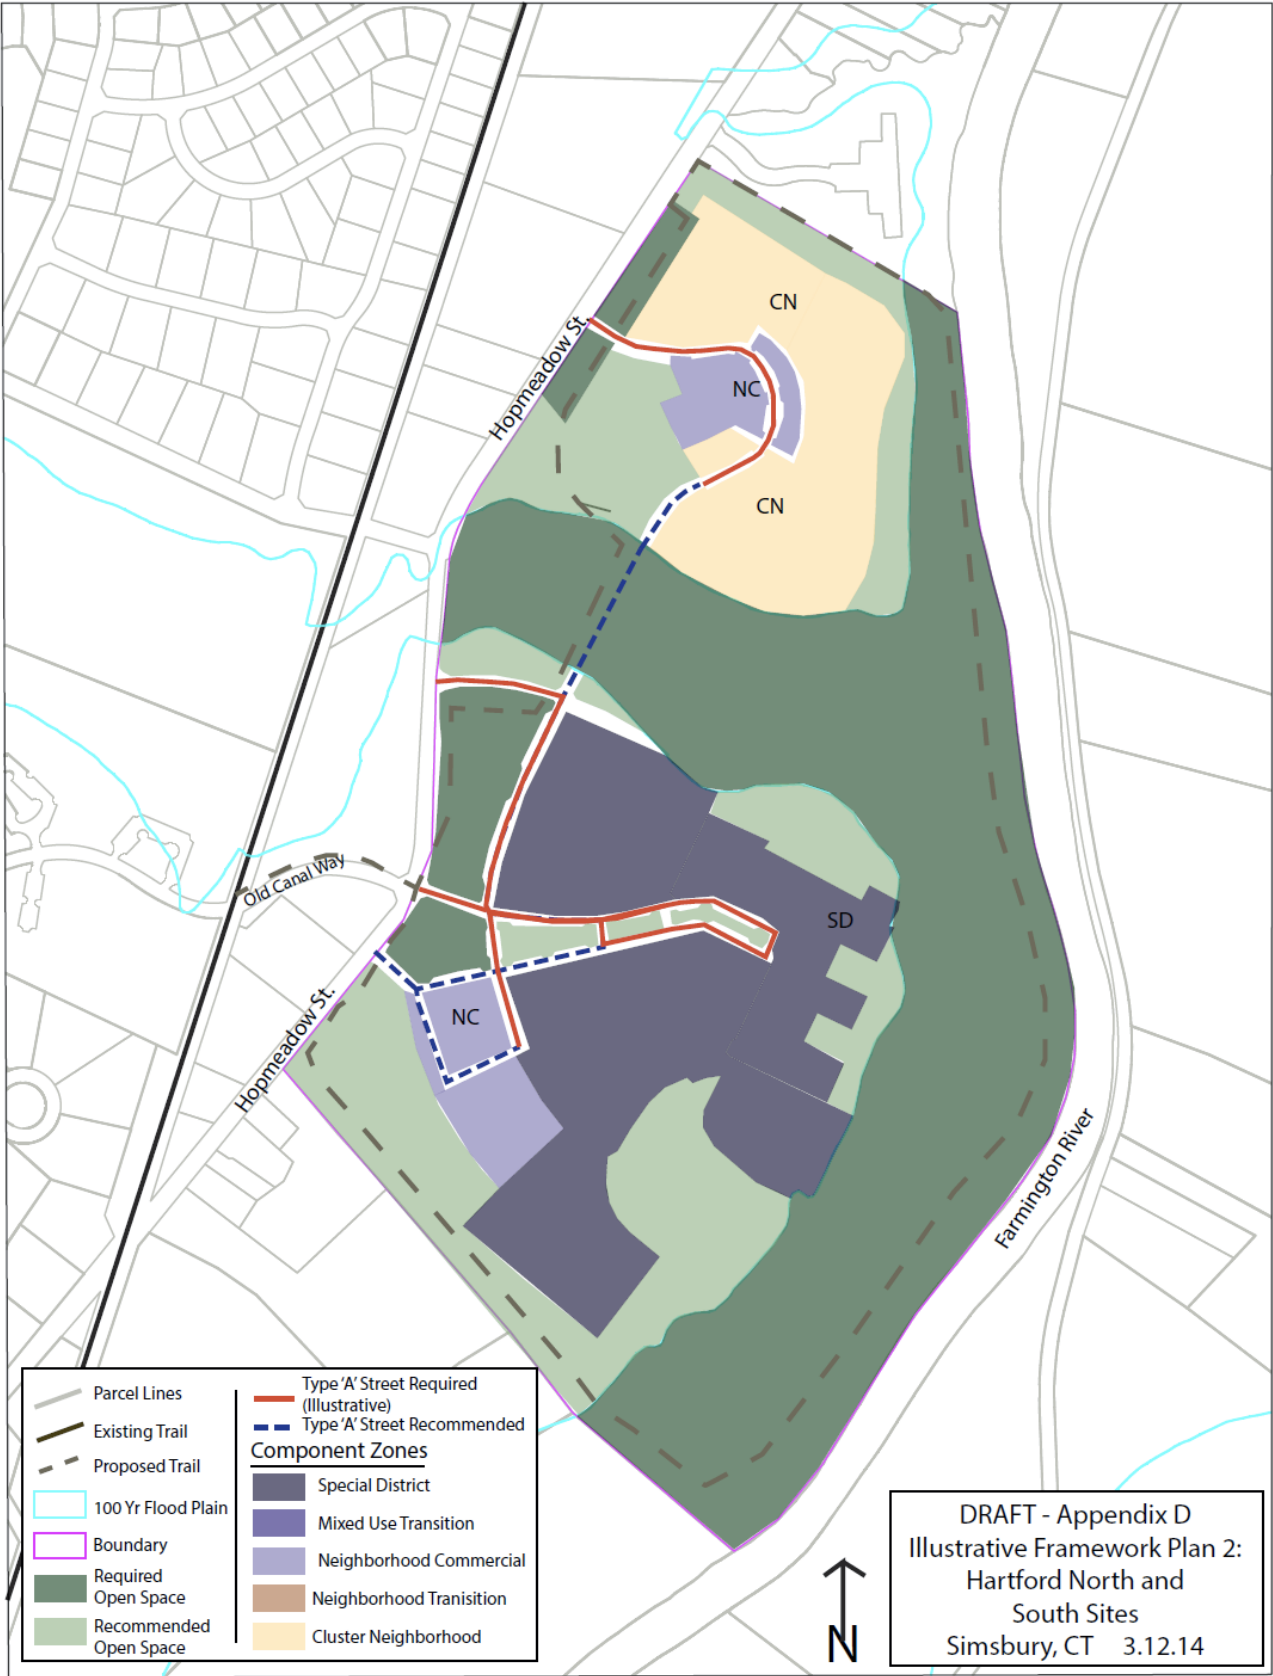 CN
Hopmeadow St.
NC
CN
Old Canal Way
SD
NC
Hopmeadow St.
Farmington River
Parcel Lines
Existing Trail
Proposed Trail
100 Yr Flood Plain
Boundary
Required
Open Space
Recommended
Open Space
Type 'A' Street Required
(Illustrative)
Type 'A' Street Recommended
Component Zones
Special District
Mixed Use Transition
Neighborhood Commercial
Neighborhood Tranisition
Cluster Neighborhood
N
DRAFT - Appendix D
Illustrative Framework Plan 2:
Hartford North and
South Sites
Simsbury, CT 3.12.14